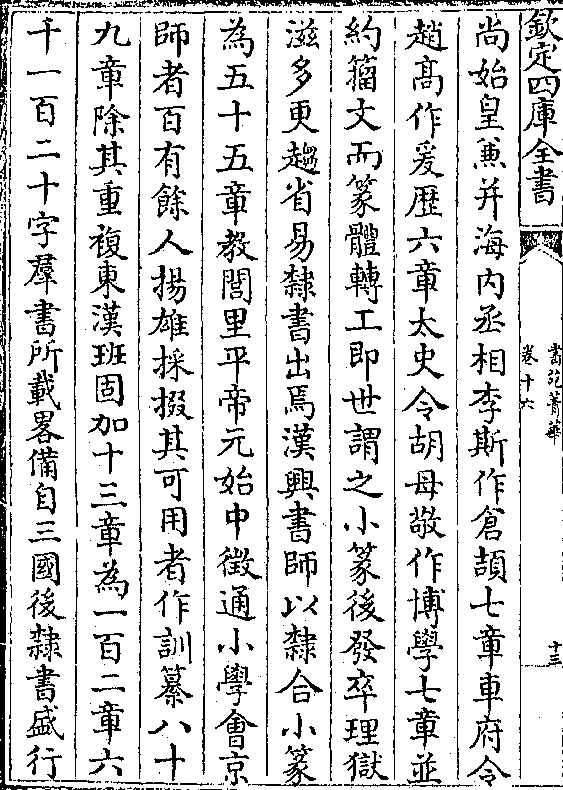 欽定四庫全書
書苑菁華
卷十六
十三
尚始皇兼并海内丞相李斯作倉頡七章車府令
趙高作爰歴六章太史令胡母敬作博學七章並
約籀文而篆體轉工即世謂之小篆後發卒理獄
滋多更趨省易隸書出焉漢興書師以隸合小篆
為五十五章教閭里平帝元始中徵通小學會京
師者百有餘人揚雄採掇其可用者作訓纂八十
九章除其重複東漢班固加十三章為一百二章六
千一百二十字羣書所載畧備自三國後隸書盛行